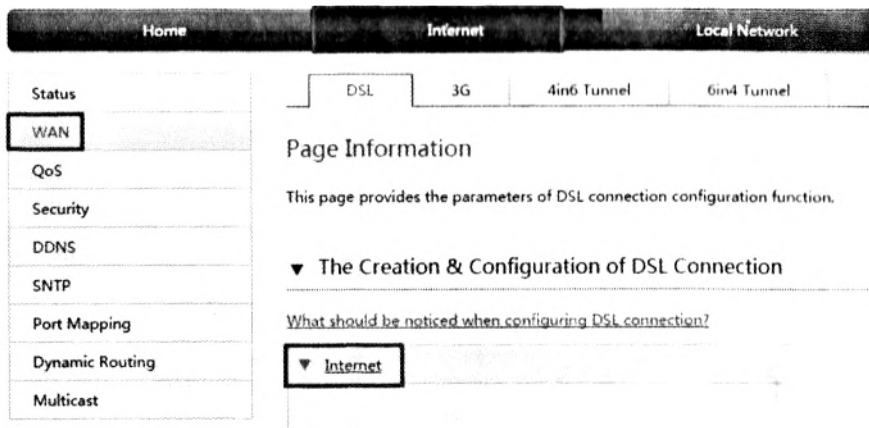 Home Internet Local Network
Status
WAN
QoS
Security
DDNS
SNTP
Port Mapping
Dynamic Routing
Multicast
DSL 3G 4in6 Tunnel 6in4 Tunnel
Page Information
This page provides the parameters of DSL connection configuration function.
▼ The Creation & Configuration of DSL Connection
What should be noticed when configuring DSL connection?
▼ Internet